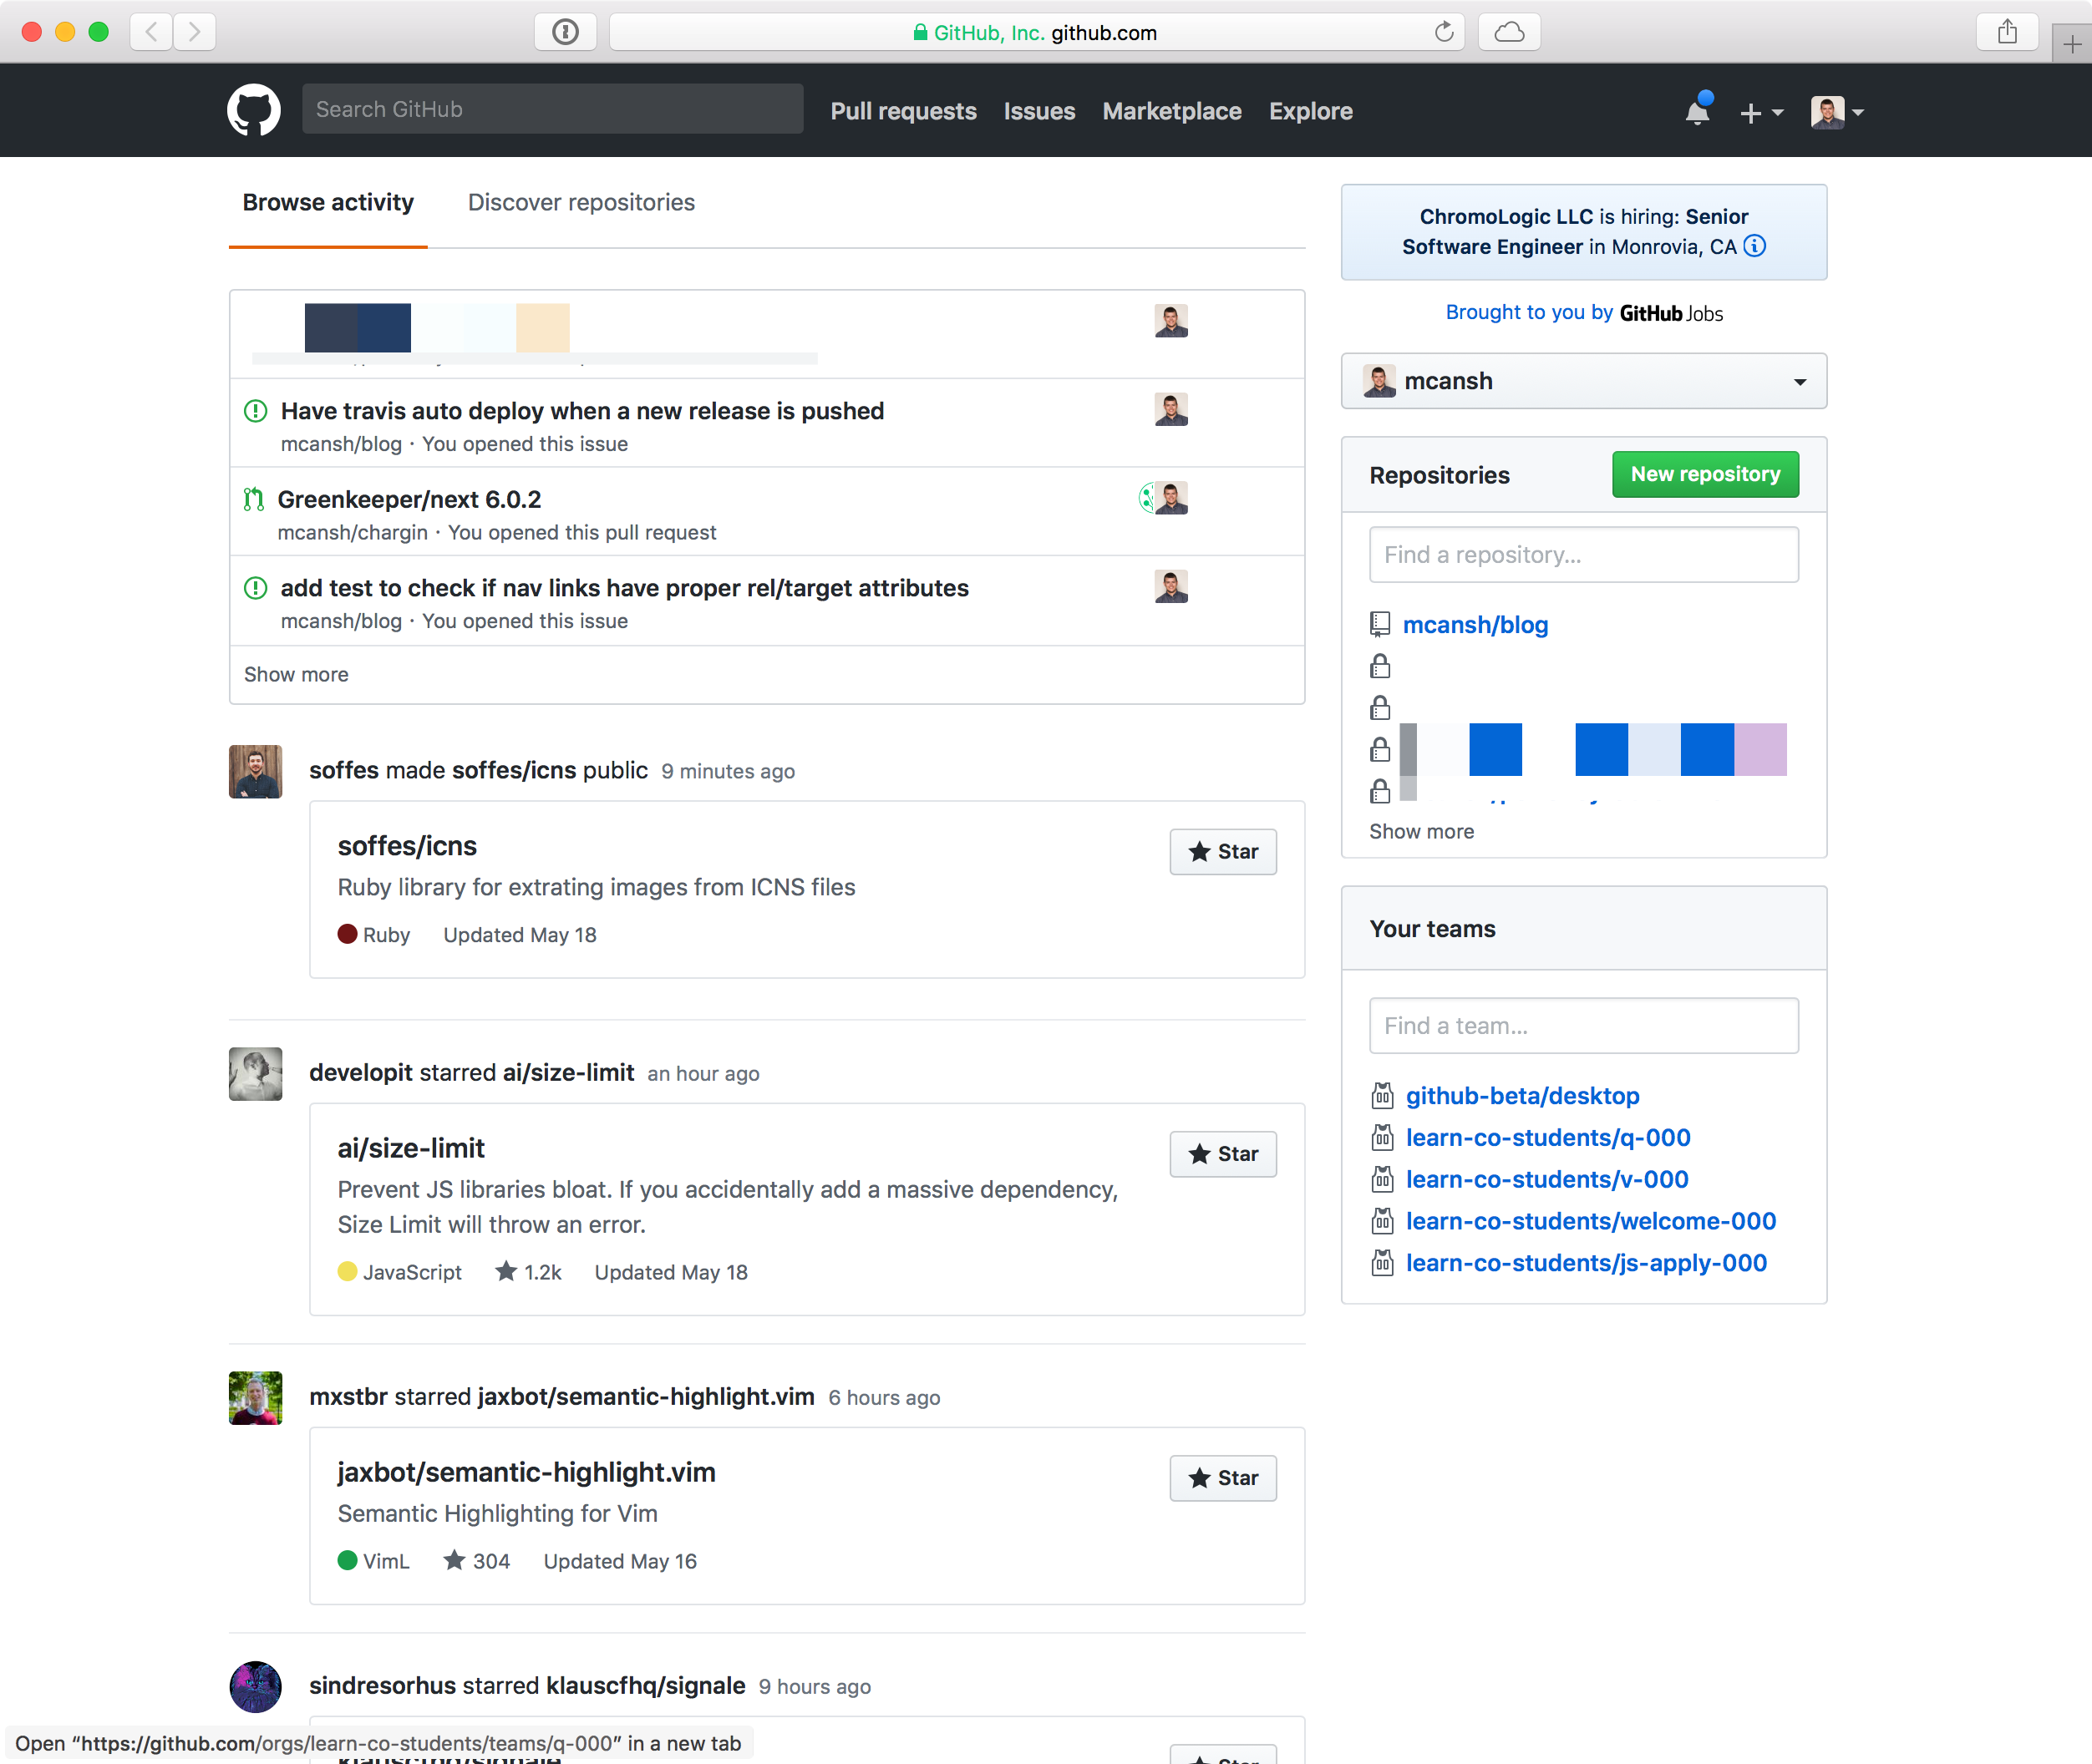 GitHub, Inc. github.com
Search GitHub
Pull requests
Issues
Marketplace
Explore
Browse activity
Discover repositories
Have travis auto deploy when a new release is pushed
mcansh/blog · You opened this issue
Greenkeeper/next 6.0.2
mcansh/chargin · You opened this pull request
add test to check if nav links have proper rel/target attributes
mcansh/blog · You opened this issue
Show more
soffes made soffes/icns public 9 minutes ago
soffes/icns
Star
Ruby library for extrating images from ICNS files
Ruby Updated May 18
developit starred ai/size-limit an hour ago
ai/size-limit
Star
Prevent JS libraries bloat. If you accidentally add a massive dependency,
Size Limit will throw an error.
JavaScript 1.2k Updated May 18
mxstbr starred jaxbot/semantic-highlight.vim 6 hours ago
jaxbot/semantic-highlight.vim
Star
Semantic Highlighting for Vim
VimL 304 Updated May 16
sindresorhus starred klauscfhq/signale 9 hours ago
klauscfhq/signale
Star
Open “https://github.com/orgs/learn-co-students/teams/q-000” in a new tab
ChromoLogic LLC is hiring: Senior
Software Engineer in Monrovia, CA
Brought to you by GitHub Jobs
mcansh
Repositories
New repository
Find a repository...
mcansh/blog
Show more
Your teams
Find a team...
github-beta/desktop
learn-co-students/q-000
learn-co-students/v-000
learn-co-students/welcome-000
learn-co-students/js-apply-000